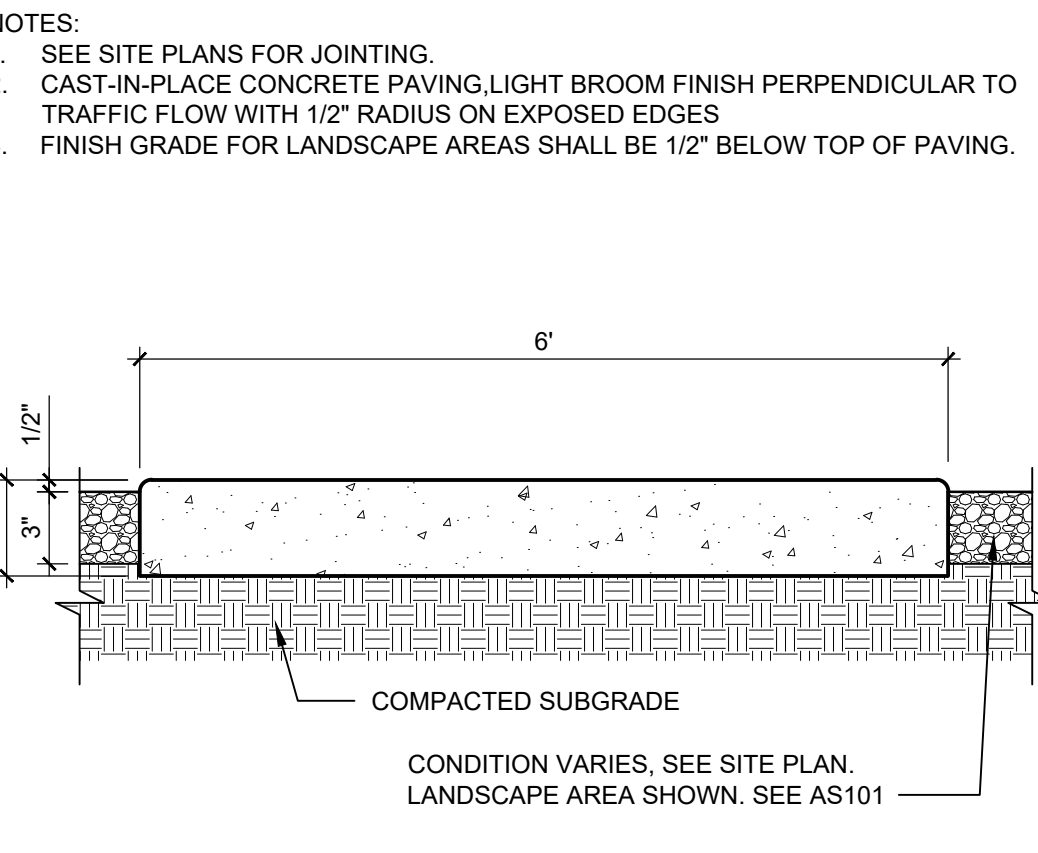 NOTES:
. SEE SITE PLANS FOR JOINTING.
. CAST-IN-PLACE CONCRETE PAVING,LIGHT BROOM FINISH PERPENDICULAR TO
TRAFFIC FLOW WITH 1/2" RADIUS ON EXPOSED EDGES
. FINISH GRADE FOR LANDSCAPE AREAS SHALL BE 1/2" BELOW TOP OF PAVING.
6'
1/2"
3"
COMPACTED SUBGRADE
CONDITION VARIES, SEE SITE PLAN.
LANDSCAPE AREA SHOWN. SEE AS101